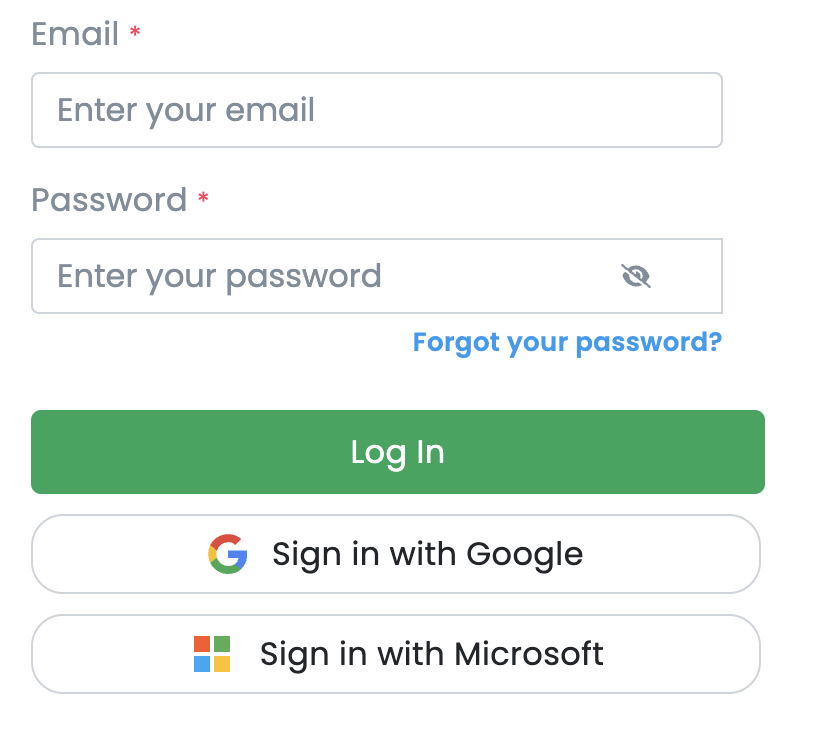 Email *
Enter your email
Password *
Enter your password
Forgot your password?
Log In
Sign in with Google
Sign in with Microsoft